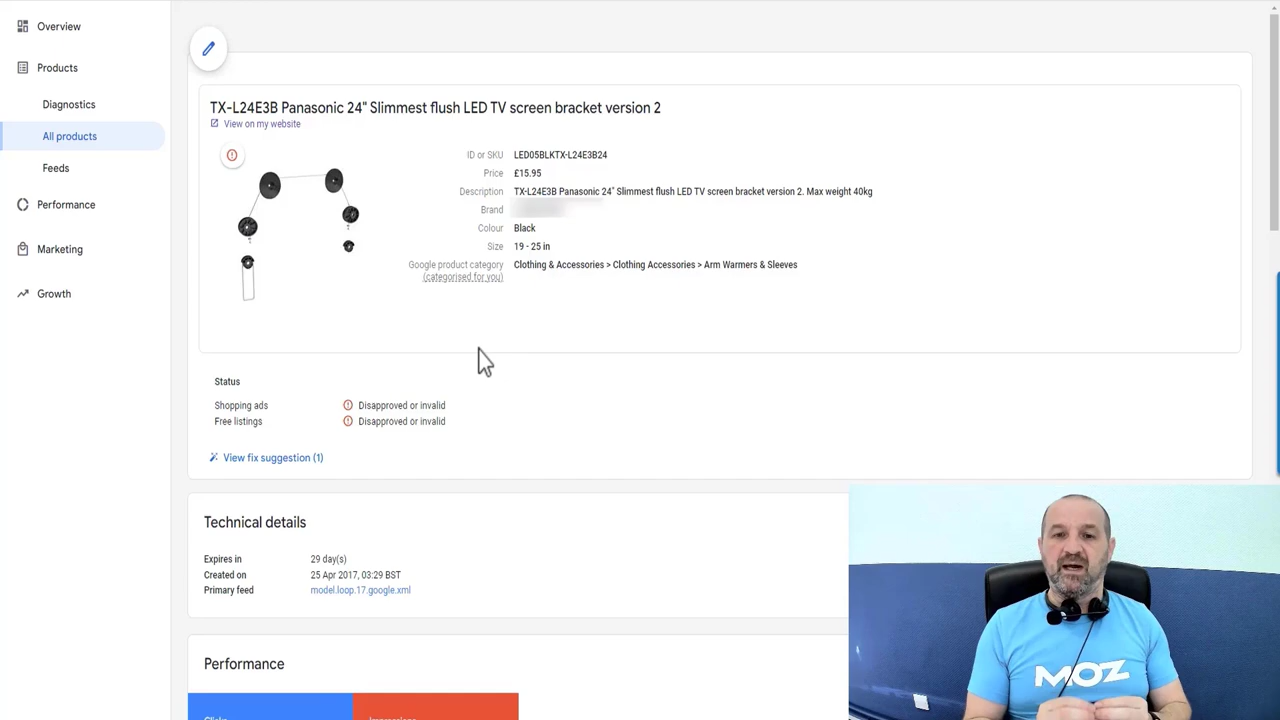 Overview
Products
Diagnostics
All products
Feeds
Performance
Marketing
Growth
TX-L24E3B Panasonic 24" Slimmest flush LED TV screen bracket version 2
View on my website
ID or SKU LED05BLKTX-L24E3B24
Price £15.95
Description TX-L24E3B Panasonic 24" Slimmest flush LED TV screen bracket version 2. Max weight 40kg
Brand
Colour Black
Size 19 - 25 in
Google product category Clothing & Accessories > Clothing Accessories > Arm Warmers & Sleeves
(categorised for you)
Status
Shopping ads Disapproved or invalid
Free listings Disapproved or invalid
View fix suggestion (1)
Technical details
Expires in 29 day(s)
Created on 25 Apr 2017, 03:29 BST
Primary feed model.loop.17.google.xml
Performance
Clicks Impressions
MOZ